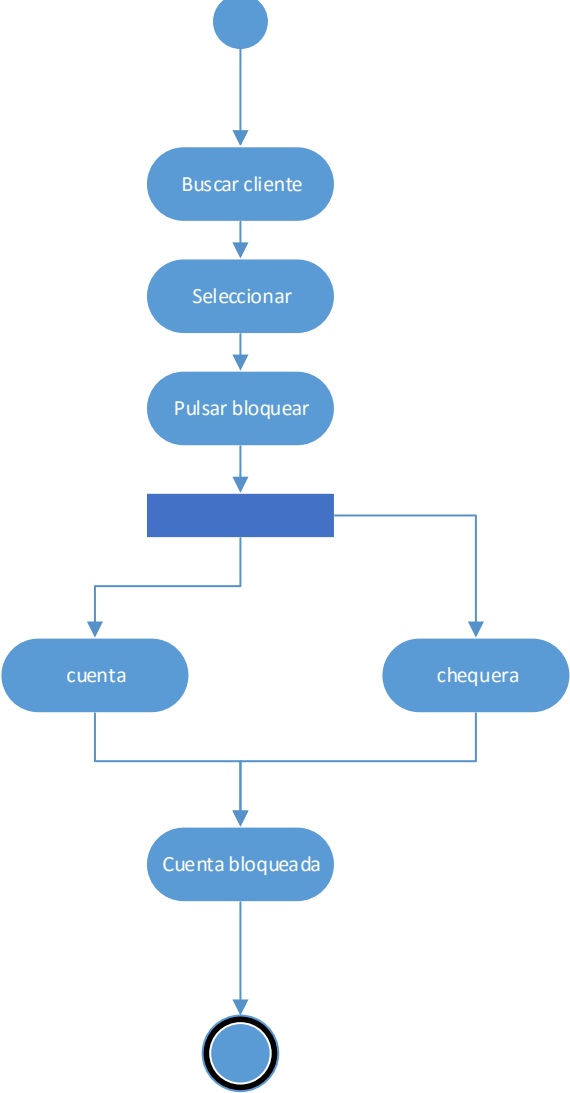 Buscar cliente
Seleccionar
Pulsar bloquear
cuenta
chequera
Cuenta bloqueada